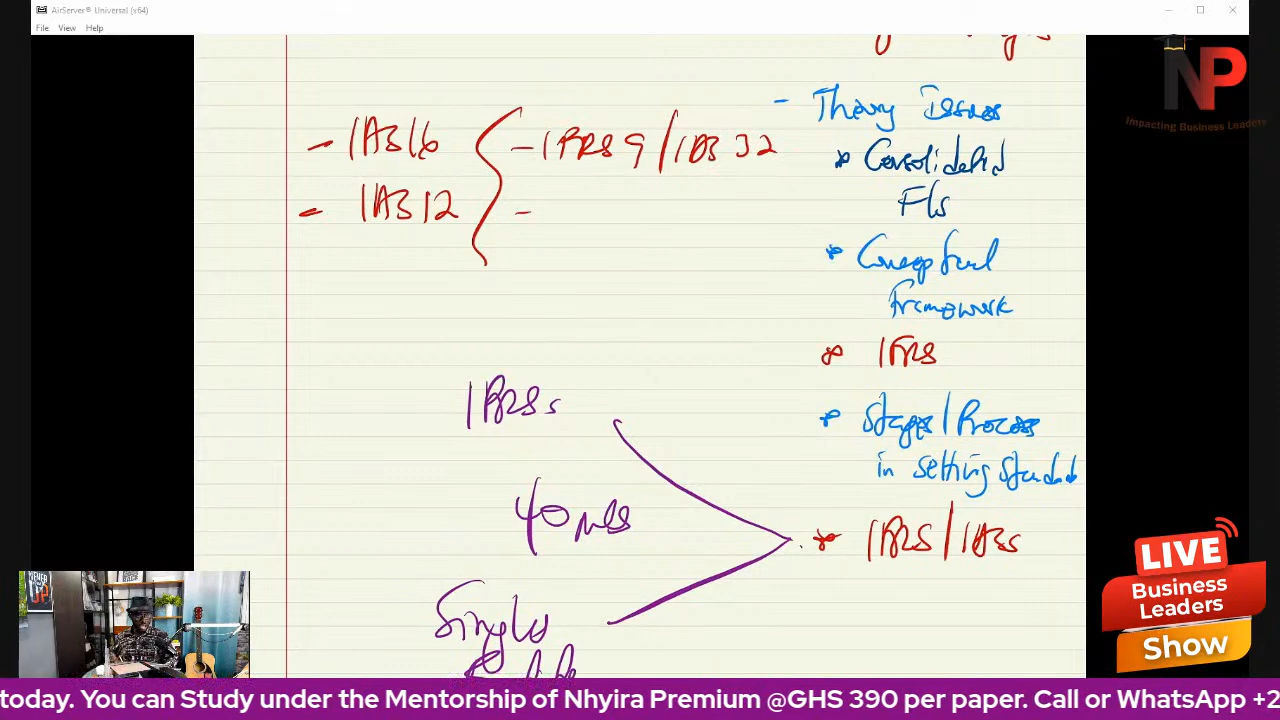 AirServer® Universal (x64)
File View Help
NP
Impacting Business Leaders
- Theory Issues
- IAS 16
- IFRS 9 / IAS 32
* Consolidated
- IAS 12
-
F/s
* Conceptual
framework
* IFRS
IFRSs
* Stages / Process
in setting standards
40 mks
* IFRS / IASs
Single
LIVE
Business
Leaders
Show
today. You can Study under the Mentorship of Nhyira Premium @GHS 390 per paper. Call or WhatsApp +2